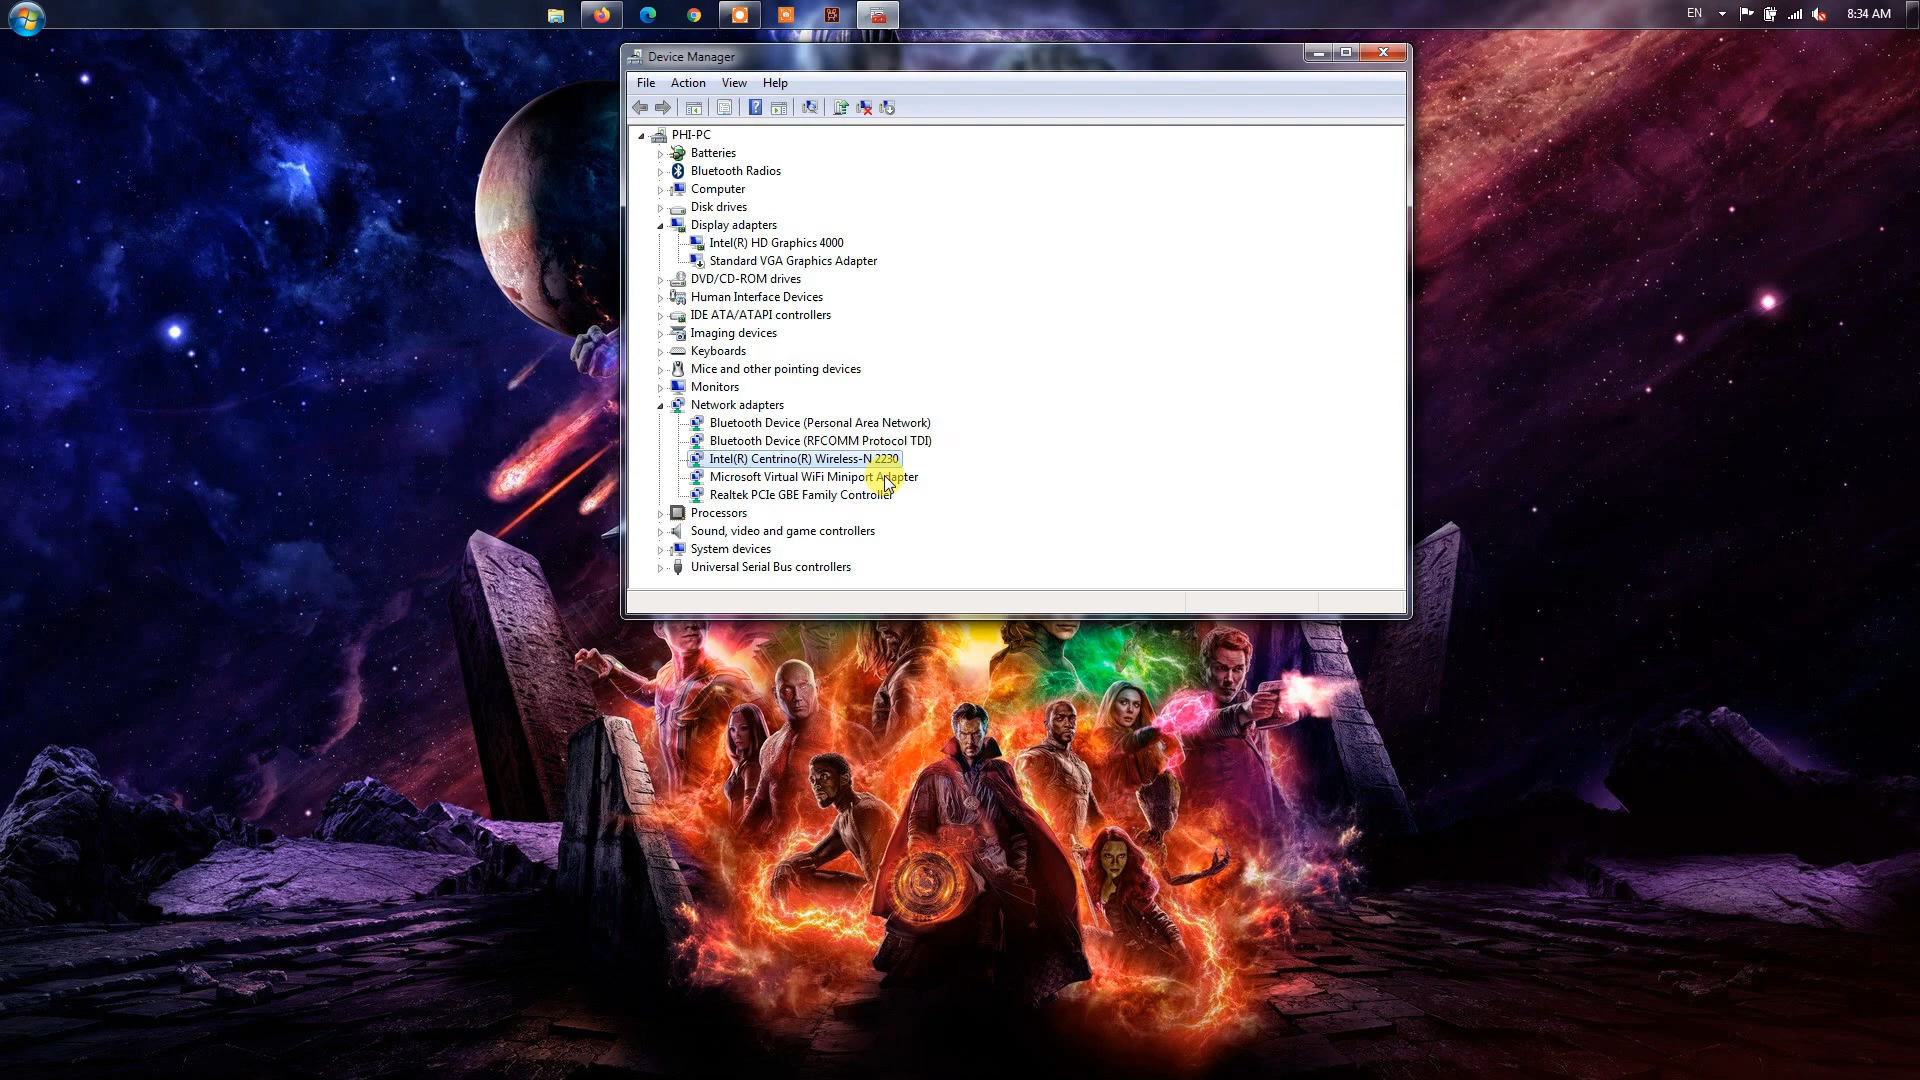 EN
8:34 AM
Device Manager
File Action View Help
PHI-PC
Batteries
Bluetooth Radios
Computer
Disk drives
Display adapters
Intel(R) HD Graphics 4000
Standard VGA Graphics Adapter
DVD/CD-ROM drives
Human Interface Devices
IDE ATA/ATAPI controllers
Imaging devices
Keyboards
Mice and other pointing devices
Monitors
Network adapters
Bluetooth Device (Personal Area Network)
Bluetooth Device (RFCOMM Protocol TDI)
Intel(R) Centrino(R) Wireless-N 2230
Microsoft Virtual WiFi Miniport Adapter
Realtek PCIe GBE Family Controller
Processors
Sound, video and game controllers
System devices
Universal Serial Bus controllers